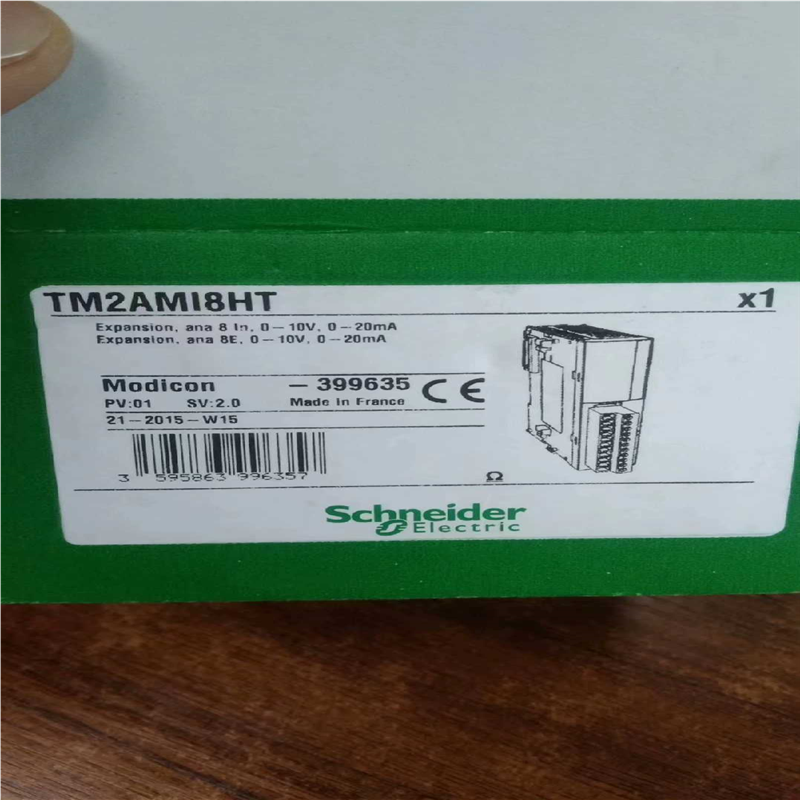 TM2AMI8HT x1
Expansion, ana 8 In, 0-10V, 0-20mA
Expansion, ana 8E, 0-10V, 0-20mA
Modicon -399635 CE
PV:01 SV:2.0 Made In France
21-2015-W15
3 595863 996357
Ω
Schneider
Electric